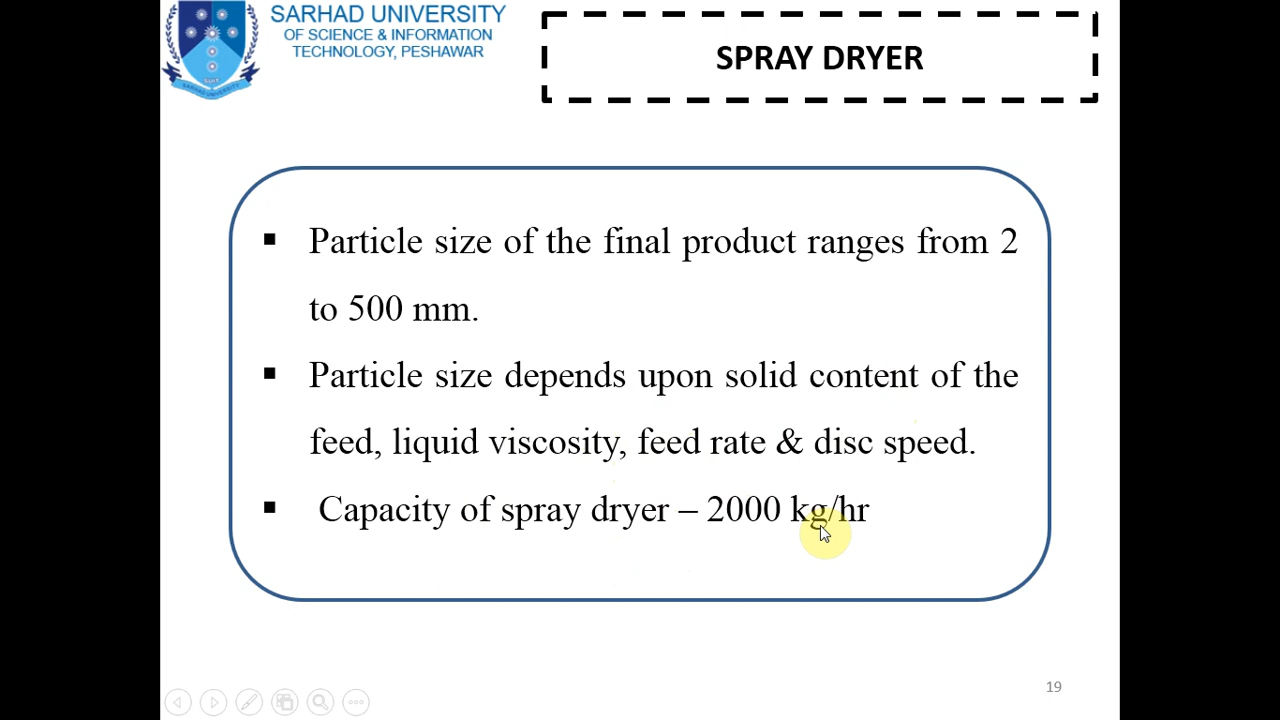 SARHAD UNIVERSITY
OF SCIENCE & INFORMATION
TECHNOLOGY, PESHAWAR
SPRAY DRYER
▪ Particle size of the final product ranges from 2
to 500 mm.
▪ Particle size depends upon solid content of the
feed, liquid viscosity, feed rate & disc speed.
▪ Capacity of spray dryer – 2000 kg/hr
19